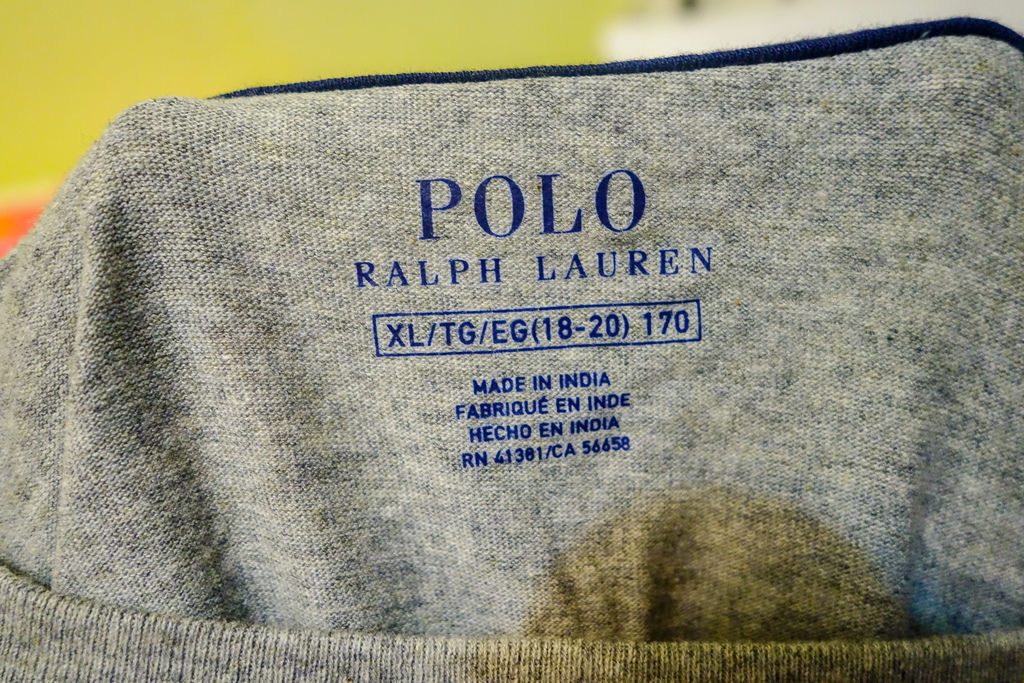 POLO
RALPH LAUREN
XL/TG/EG(18-20) 170
MADE IN INDIA
FABRIQUÉ EN INDE
HECHO EN INDIA
RN 41381/CA 56658